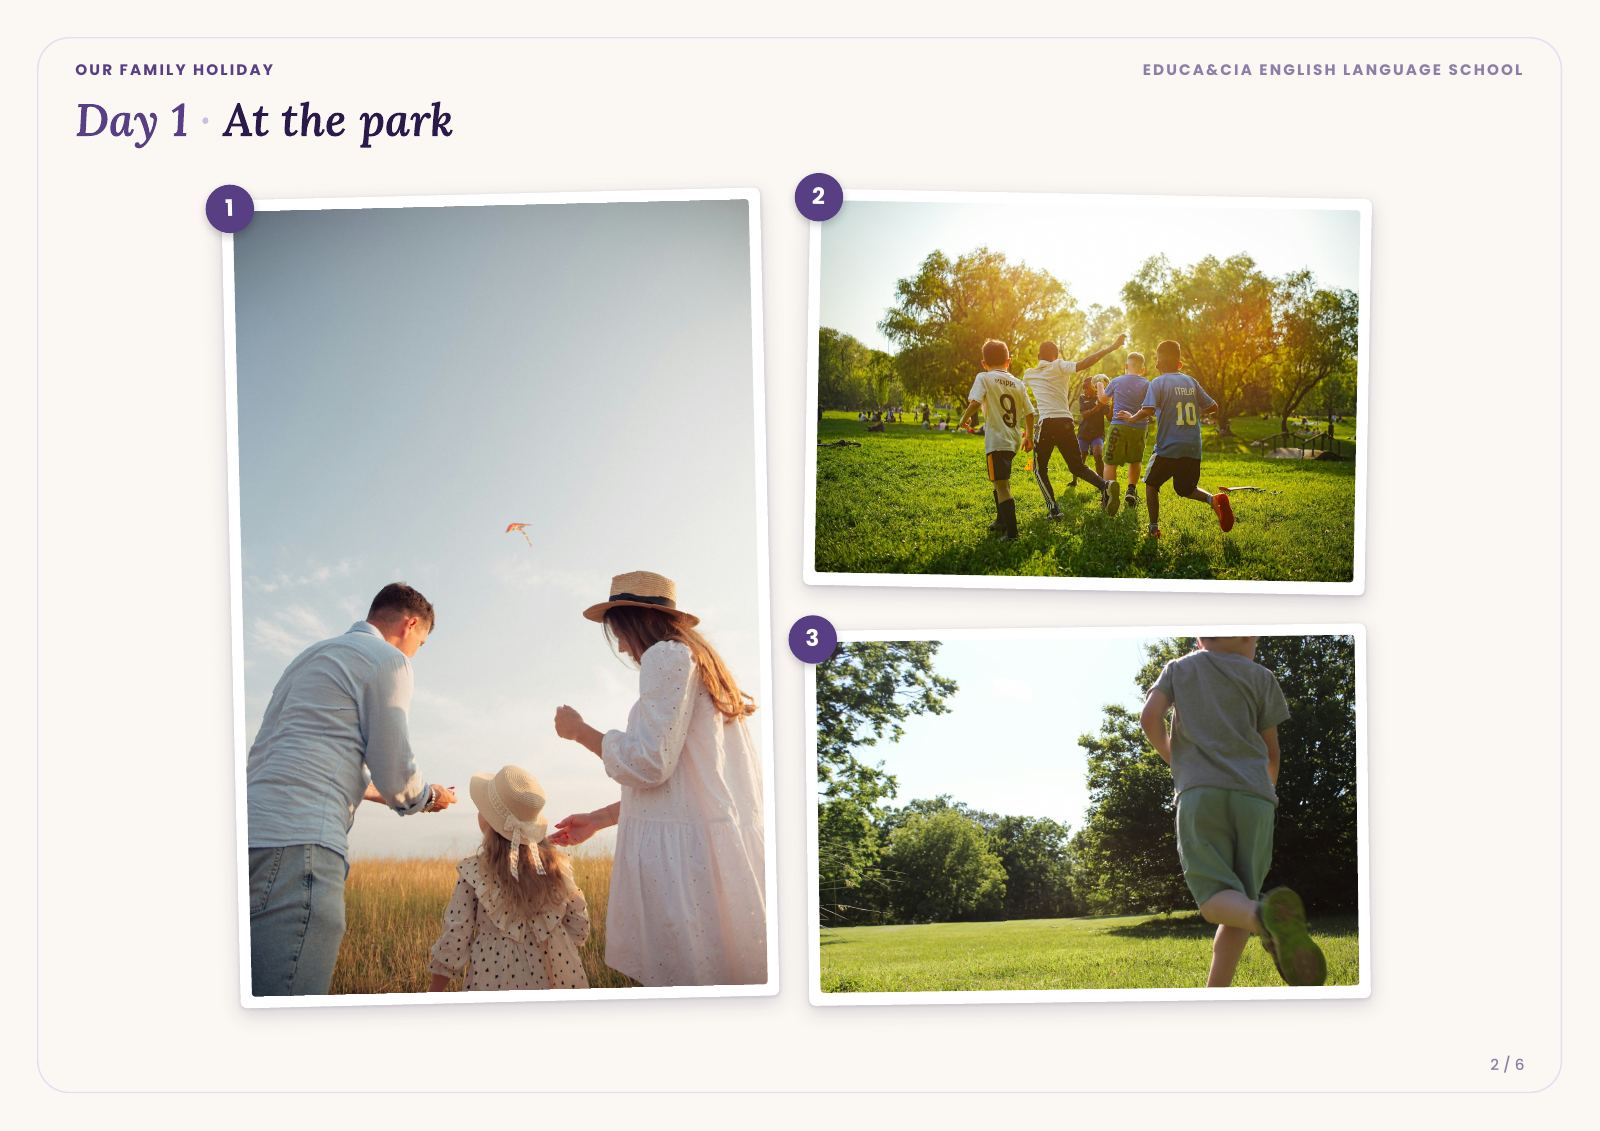 OUR FAMILY HOLIDAY
EDUCA&CIA ENGLISH LANGUAGE SCHOOL
Day 1 · At the park
1
2
9
ITALIA
10
3
2 / 6